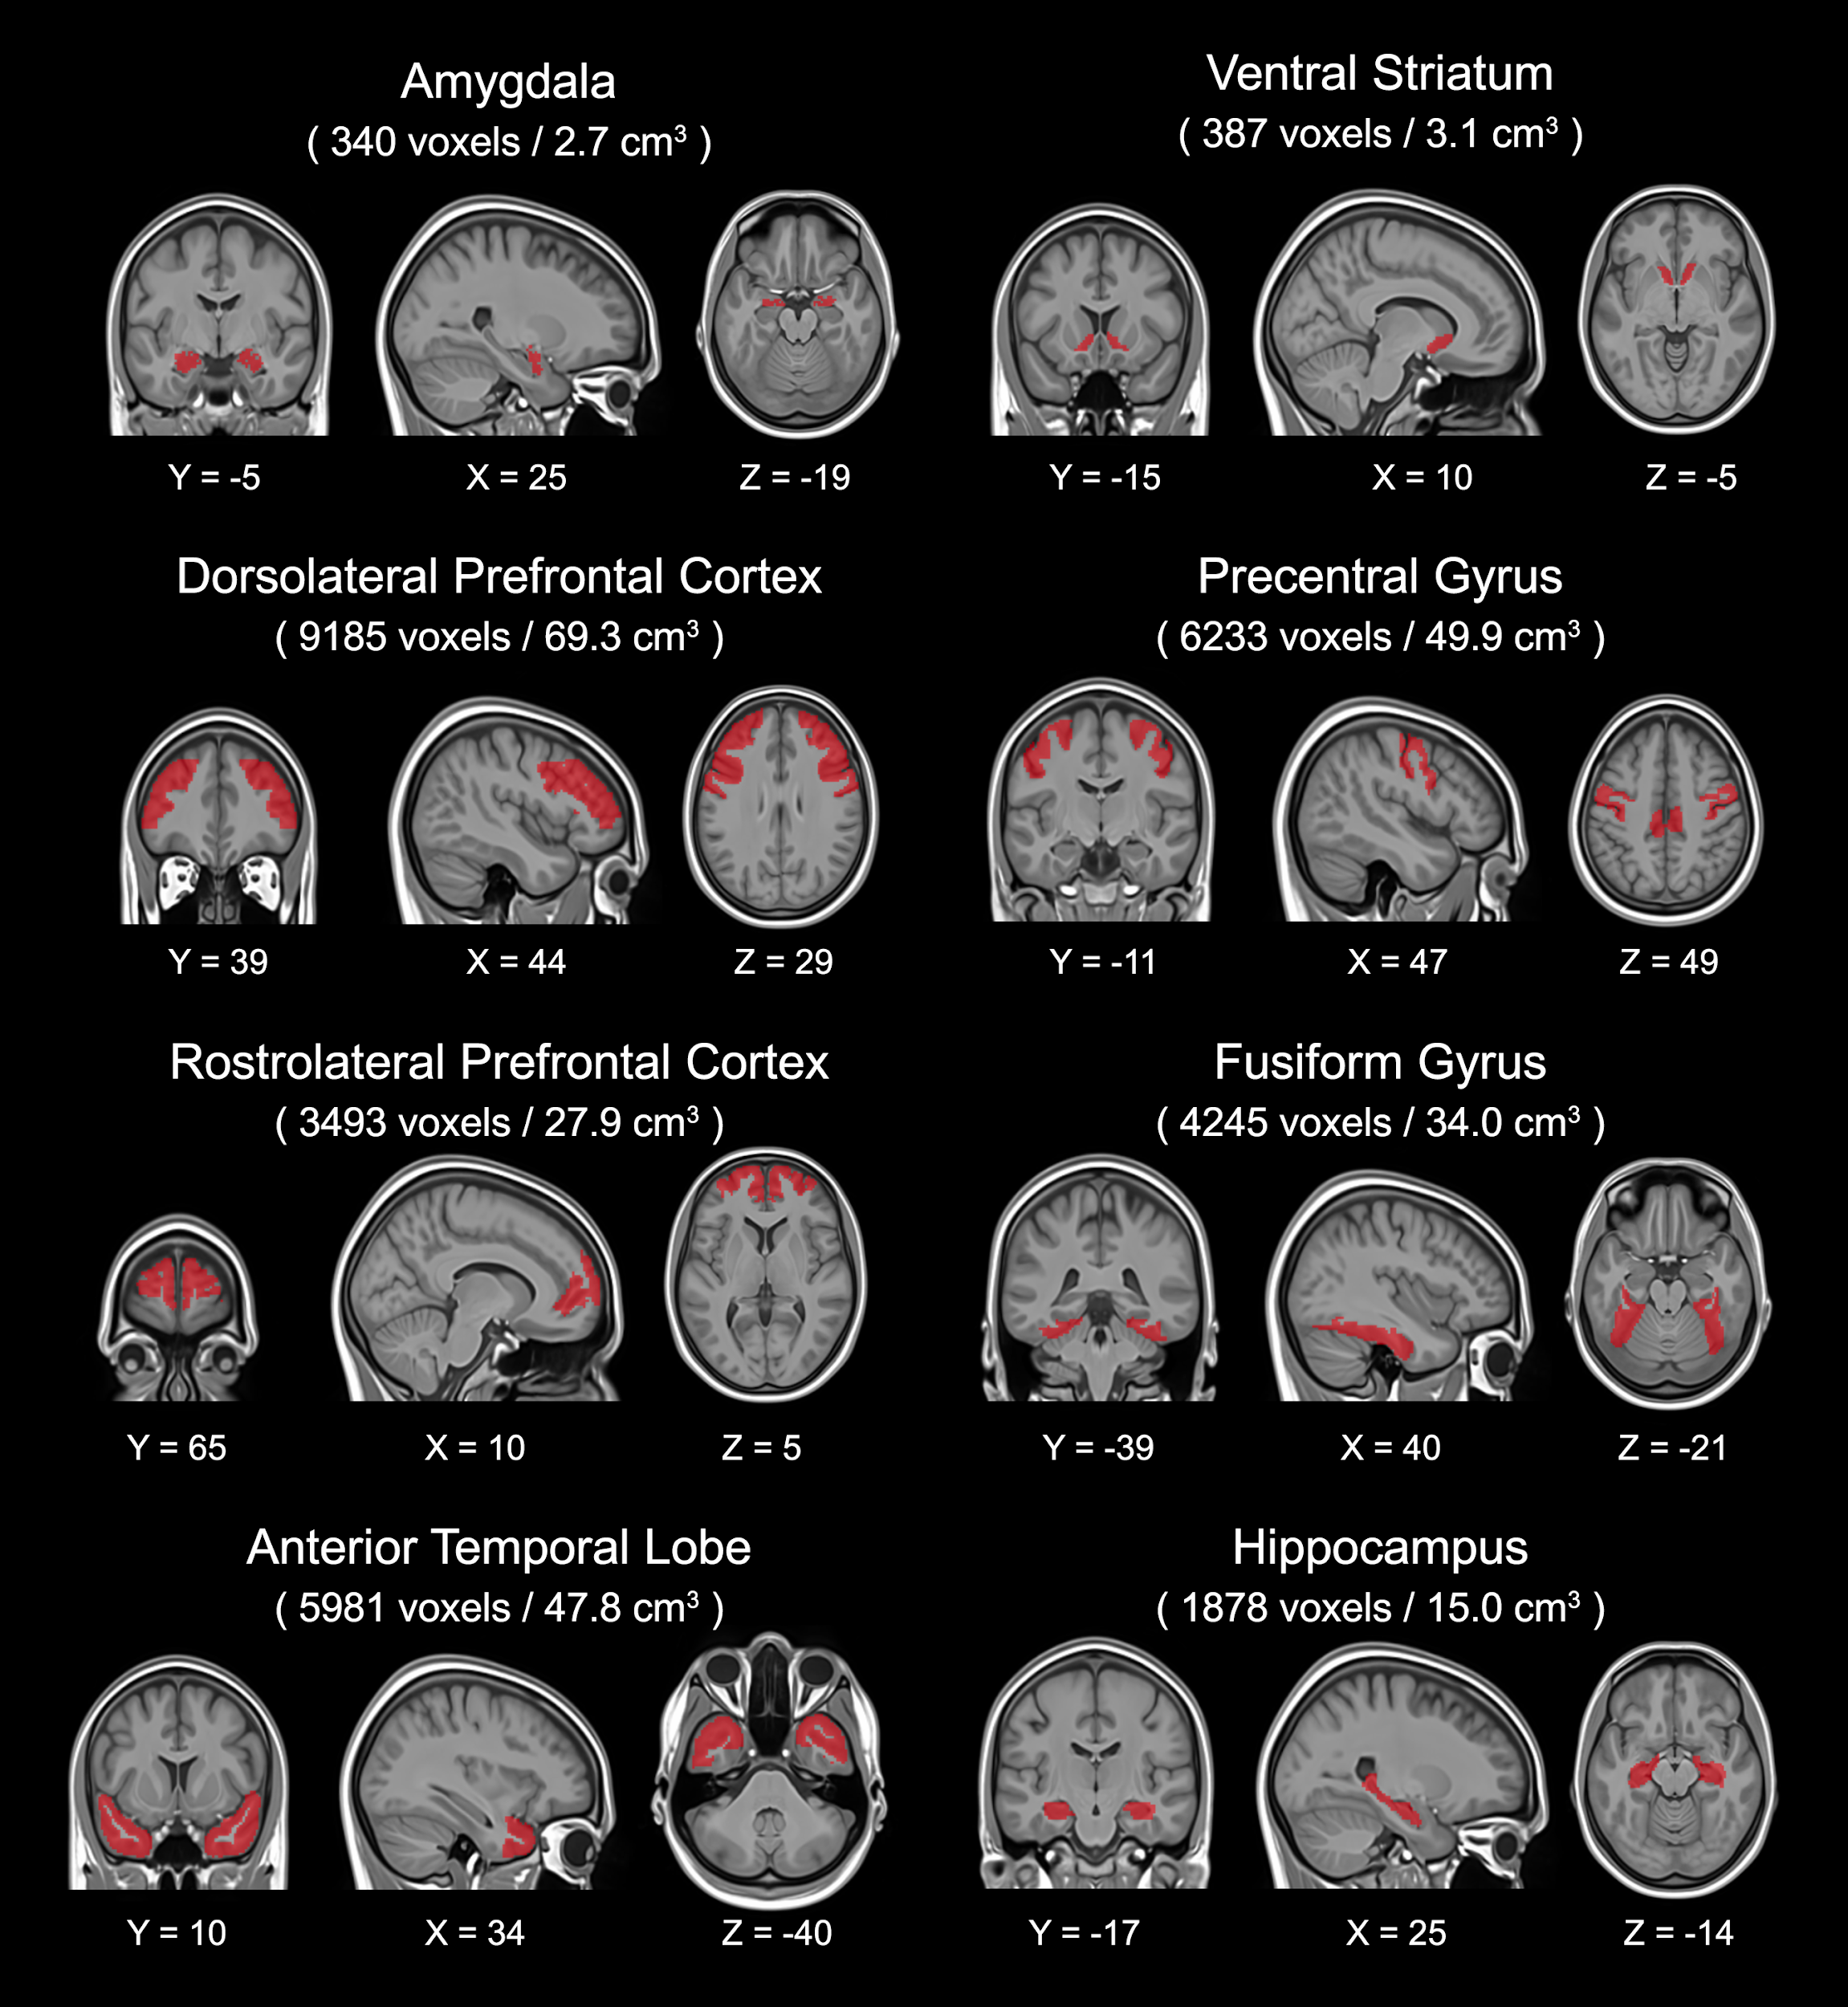 Amygdala
( 340 voxels / 2.7 cm³ )
Y = -5 X = 25 Z = -19
Ventral Striatum
( 387 voxels / 3.1 cm³ )
Y = -15 X = 10 Z = -5
Dorsolateral Prefrontal Cortex
( 9185 voxels / 69.3 cm³ )
Y = 39 X = 44 Z = 29
Precentral Gyrus
( 6233 voxels / 49.9 cm³ )
Y = -11 X = 47 Z = 49
Rostrolateral Prefrontal Cortex
( 3493 voxels / 27.9 cm³ )
Y = 65 X = 10 Z = 5
Fusiform Gyrus
( 4245 voxels / 34.0 cm³ )
Y = -39 X = 40 Z = -21
Anterior Temporal Lobe
( 5981 voxels / 47.8 cm³ )
Y = 10 X = 34 Z = -40
Hippocampus
( 1878 voxels / 15.0 cm³ )
Y = -17 X = 25 Z = -14